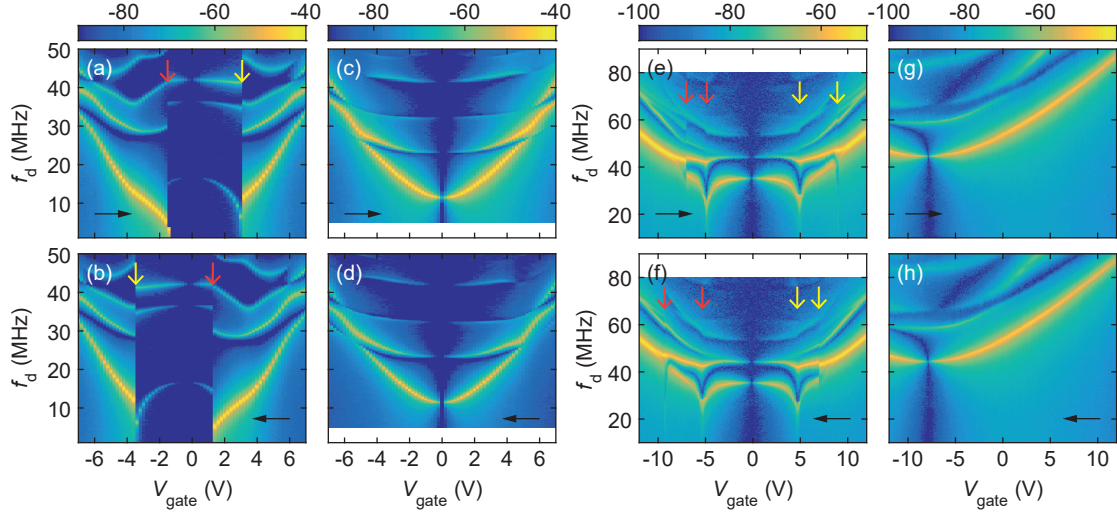 -80 -60 -40 -80 -60 -40 -100 -80 -60 -100 -80 -60
50 (a) (c) 80 (e) (g)
40
30 60
20 40
10 20
f_d (MHz) f_d (MHz)
50 (b) (d) 80 (f) (h)
40
30 60
20 40
10 20
f_d (MHz) f_d (MHz)
-6 -4 -2 0 2 4 6 -6 -4 -2 0 2 4 6 -10 -5 0 5 10 -10 -5 0 5 10
V_gate (V) V_gate (V) V_gate (V) V_gate (V)